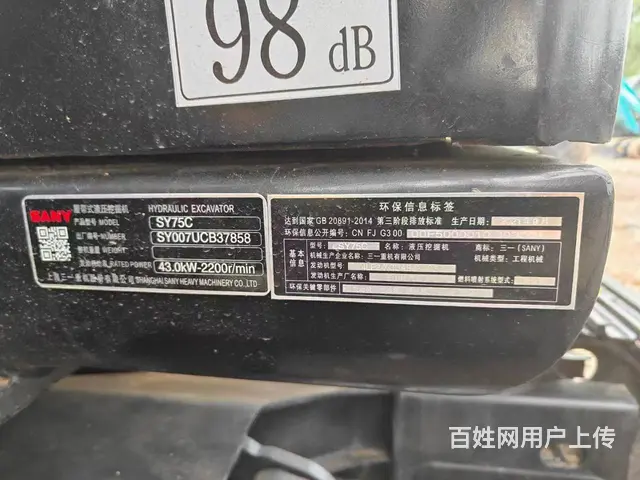 98 dB
SANY
履带式液压挖掘机 HYDRAULIC EXCAVATOR
产品型号 MODEL SY75C
出厂编号 NUMBER SY007UCB37858
WEIGHT
RATED POWER 43.0kW-2200r/min
SHANGHAI SANY HEAVY MACHINERY CO.,LTD
环保信息标签
达到国家 GB 20891-2014 第三阶段排放标准 生产日期:
环保信息公开编号: CN FJ G3 00
基本信息
型号: SY75C 名称: 液压挖掘机 商标: 三一(SANY)
机械生产企业名称: 三一重机有限公司 机械类型: 工程机械
发动机型号:
发动机生产厂名称: 燃料喷射系统型式:
环保关键零部件:
百姓网用户上传